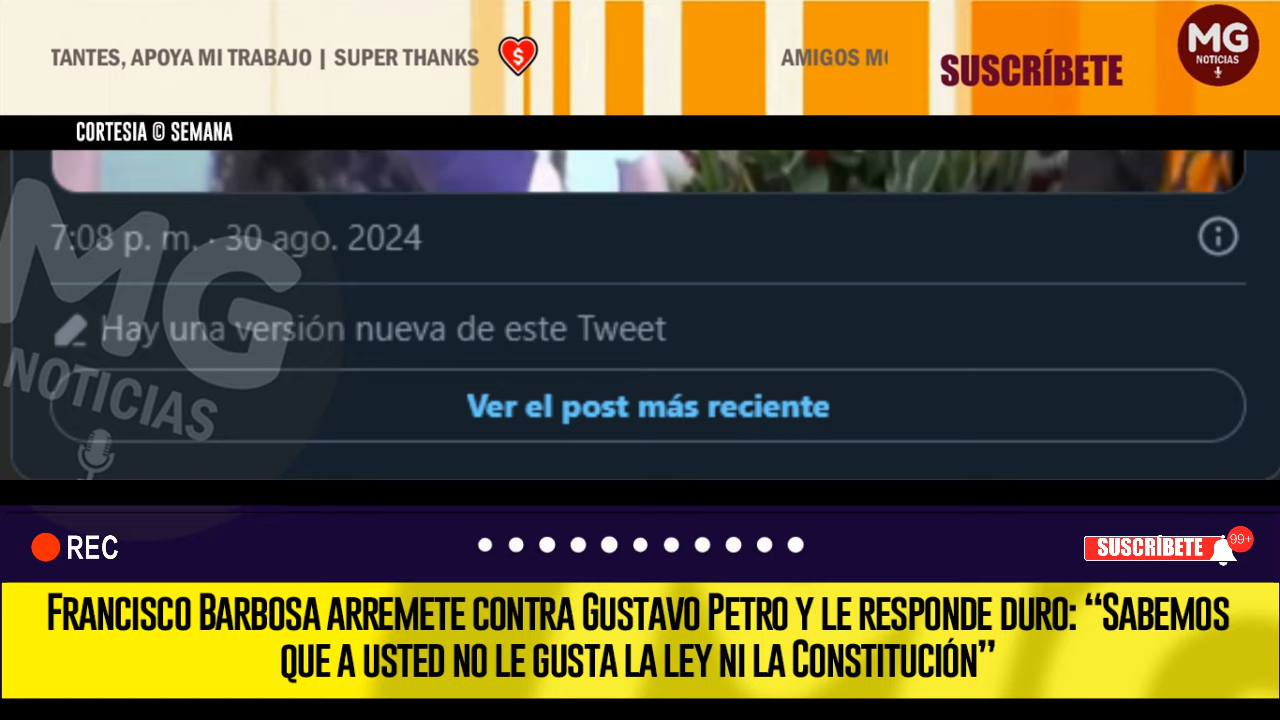 TANTES, APOYA MI TRABAJO | SUPER THANKS
AMIGOS
SUSCRÍBETE
MG
NOTICIAS
CORTESIA © SEMANA
7:08 p. m. · 30 ago. 2024
Hay una versión nueva de este Tweet
Ver el post más reciente
MG
NOTICIAS
REC
SUSCRÍBETE
99+
FRANCISCO BARBOSA ARREMETE CONTRA GUSTAVO PETRO Y LE RESPONDE DURO: “SABEMOS
QUE A USTED NO LE GUSTA LA LEY NI LA CONSTITUCIÓN”